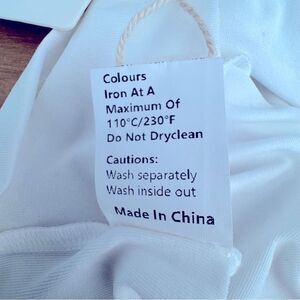 Colours
Iron At A
Maximum Of
110°C/230°F
Do Not Dryclean
Cautions:
Wash separately
Wash inside out
Made In China